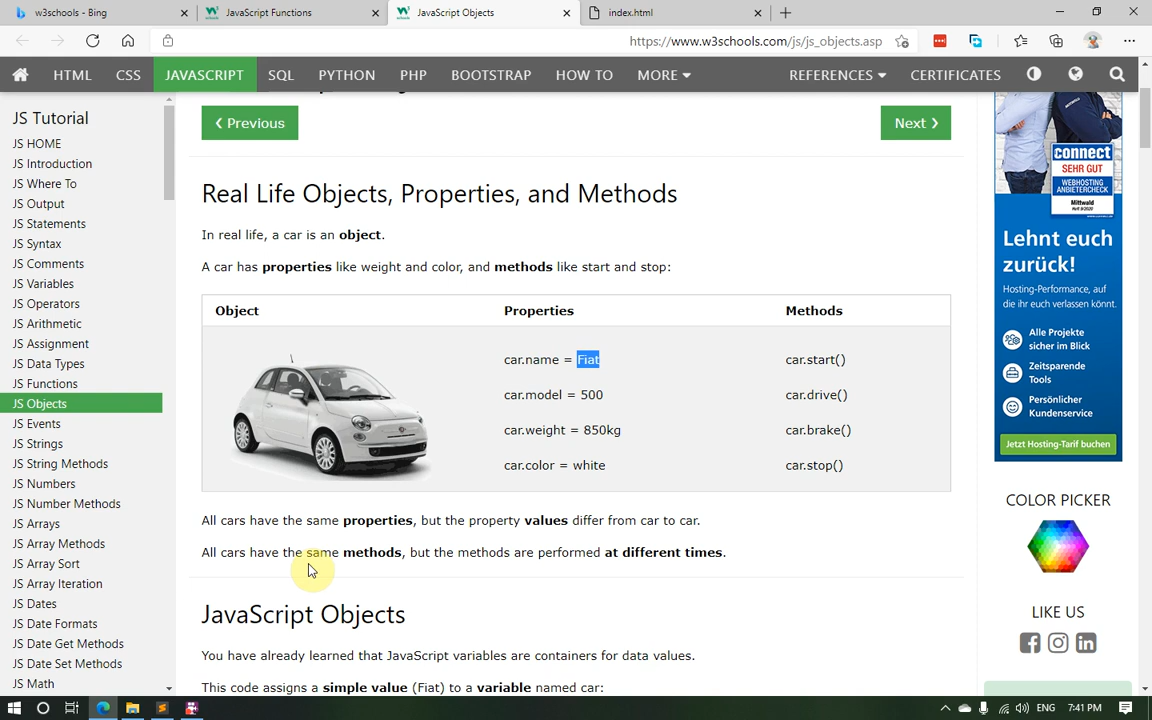 w3schools - Bing
JavaScript Functions
JavaScript Objects
index.html
https://www.w3schools.com/js/js_objects.asp
HTML
CSS
JAVASCRIPT
SQL
PYTHON
PHP
BOOTSTRAP
HOW TO
MORE
REFERENCES
CERTIFICATES
JS Tutorial
JS HOME
JS Introduction
JS Where To
JS Output
JS Statements
JS Syntax
JS Comments
JS Variables
JS Operators
JS Arithmetic
JS Assignment
JS Data Types
JS Functions
JS Objects
JS Events
JS Strings
JS String Methods
JS Numbers
JS Number Methods
JS Arrays
JS Array Methods
JS Array Sort
JS Array Iteration
JS Dates
JS Date Formats
JS Date Get Methods
JS Date Set Methods
JS Math
❮ Previous
Next ❯
Real Life Objects, Properties, and Methods
In real life, a car is an object.
A car has properties like weight and color, and methods like start and stop:
Object Properties Methods
car.name = Fiat car.start()
car.model = 500 car.drive()
car.weight = 850kg car.brake()
car.color = white car.stop()
All cars have the same properties, but the property values differ from car to car.
All cars have the same methods, but the methods are performed at different times.
JavaScript Objects
You have already learned that JavaScript variables are containers for data values.
This code assigns a simple value (Fiat) to a variable named car:
connect
SEHR GUT
WEBHOSTING
ANBIETERCHECK
Mittwald
Lehnt euch
zurück!
Hosting-Performance, auf
die ihr euch verlassen könnt.
Alle Projekte
sicher im Blick
Zeitsparende
Tools
Persönlicher
Kundenservice
Jetzt Hosting-Tarif buchen
COLOR PICKER
LIKE US
ENG
7:41 PM